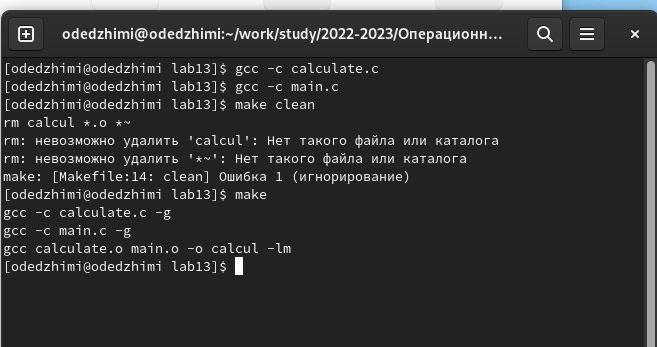 odedzhimi@odedzhimi:~/work/study/2022-2023/Операционн...
[odedzhimi@odedzhimi lab13]$ gcc -c calculate.c
[odedzhimi@odedzhimi lab13]$ gcc -c main.c
[odedzhimi@odedzhimi lab13]$ make clean
rm calcul *.o *~
rm: невозможно удалить 'calcul': Нет такого файла или каталога
rm: невозможно удалить '*~': Нет такого файла или каталога
make: [Makefile:14: clean] Ошибка 1 (игнорирование)
[odedzhimi@odedzhimi lab13]$ make
gcc -c calculate.c -g
gcc -c main.c -g
gcc calculate.o main.o -o calcul -lm
[odedzhimi@odedzhimi lab13]$